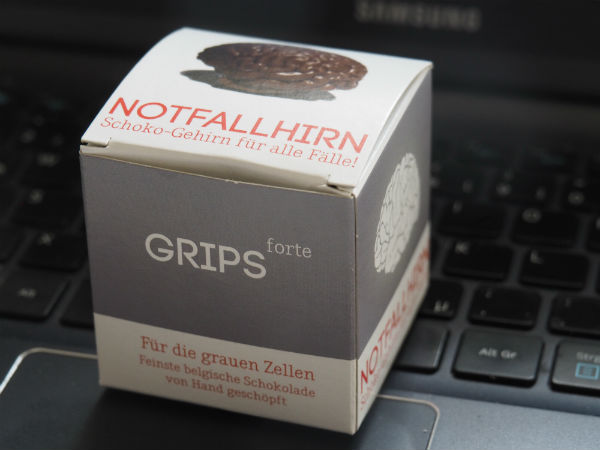 SAMSUNG
NOTFALLHIRN
Schoko-Gehirn für alle Fälle!
GRIPS forte
Für die grauen Zellen
Feinste belgische Schokolade
von Hand geschöpft
NOTFALLHIRN
Alt Gr
Strg